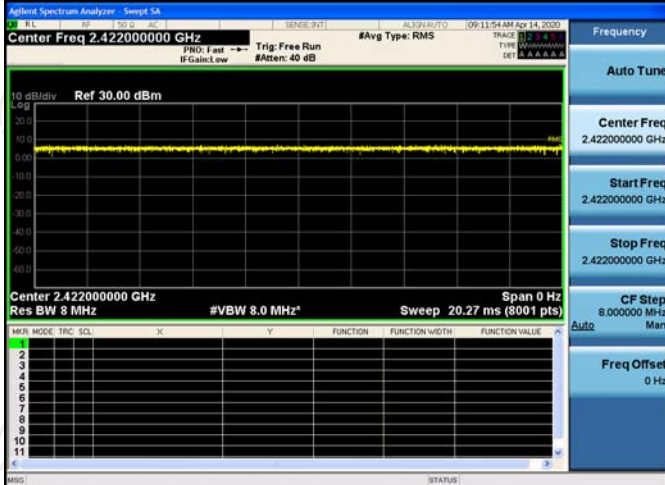 Agilent Spectrum Analyzer - Swept SA
RL RF 50 Ω AC SENSE:INT ALIGN AUTO 09:11:54 AM Apr 14, 2020
Center Freq 2.422000000 GHz #Avg Type: RMS TRACE 1 2 3 4 5 6
PNO: Fast Trig: Free Run TYPE
IFGain:Low #Atten: 40 dB DET A A A A A A
10 dB/div Ref 30.00 dBm
Log
20.0
10.0
RMS
0.00
-10.0
-20.0
-30.0
-40.0
-50.0
-60.0
Center 2.422000000 GHz Span 0 Hz
Res BW 8 MHz #VBW 8.0 MHz* Sweep 20.27 ms (8001 pts)
MKR MODE TRC SCL X Y FUNCTION FUNCTION WIDTH FUNCTION VALUE
1
2
3
4
5
6
7
8
9
10
11
MSG STATUS
Frequency
Auto Tune
Center Freq
2.422000000 GHz
Start Freq
2.422000000 GHz
Stop Freq
2.422000000 GHz
CF Step
8.000000 MHz
Auto Man
Freq Offset
0 Hz